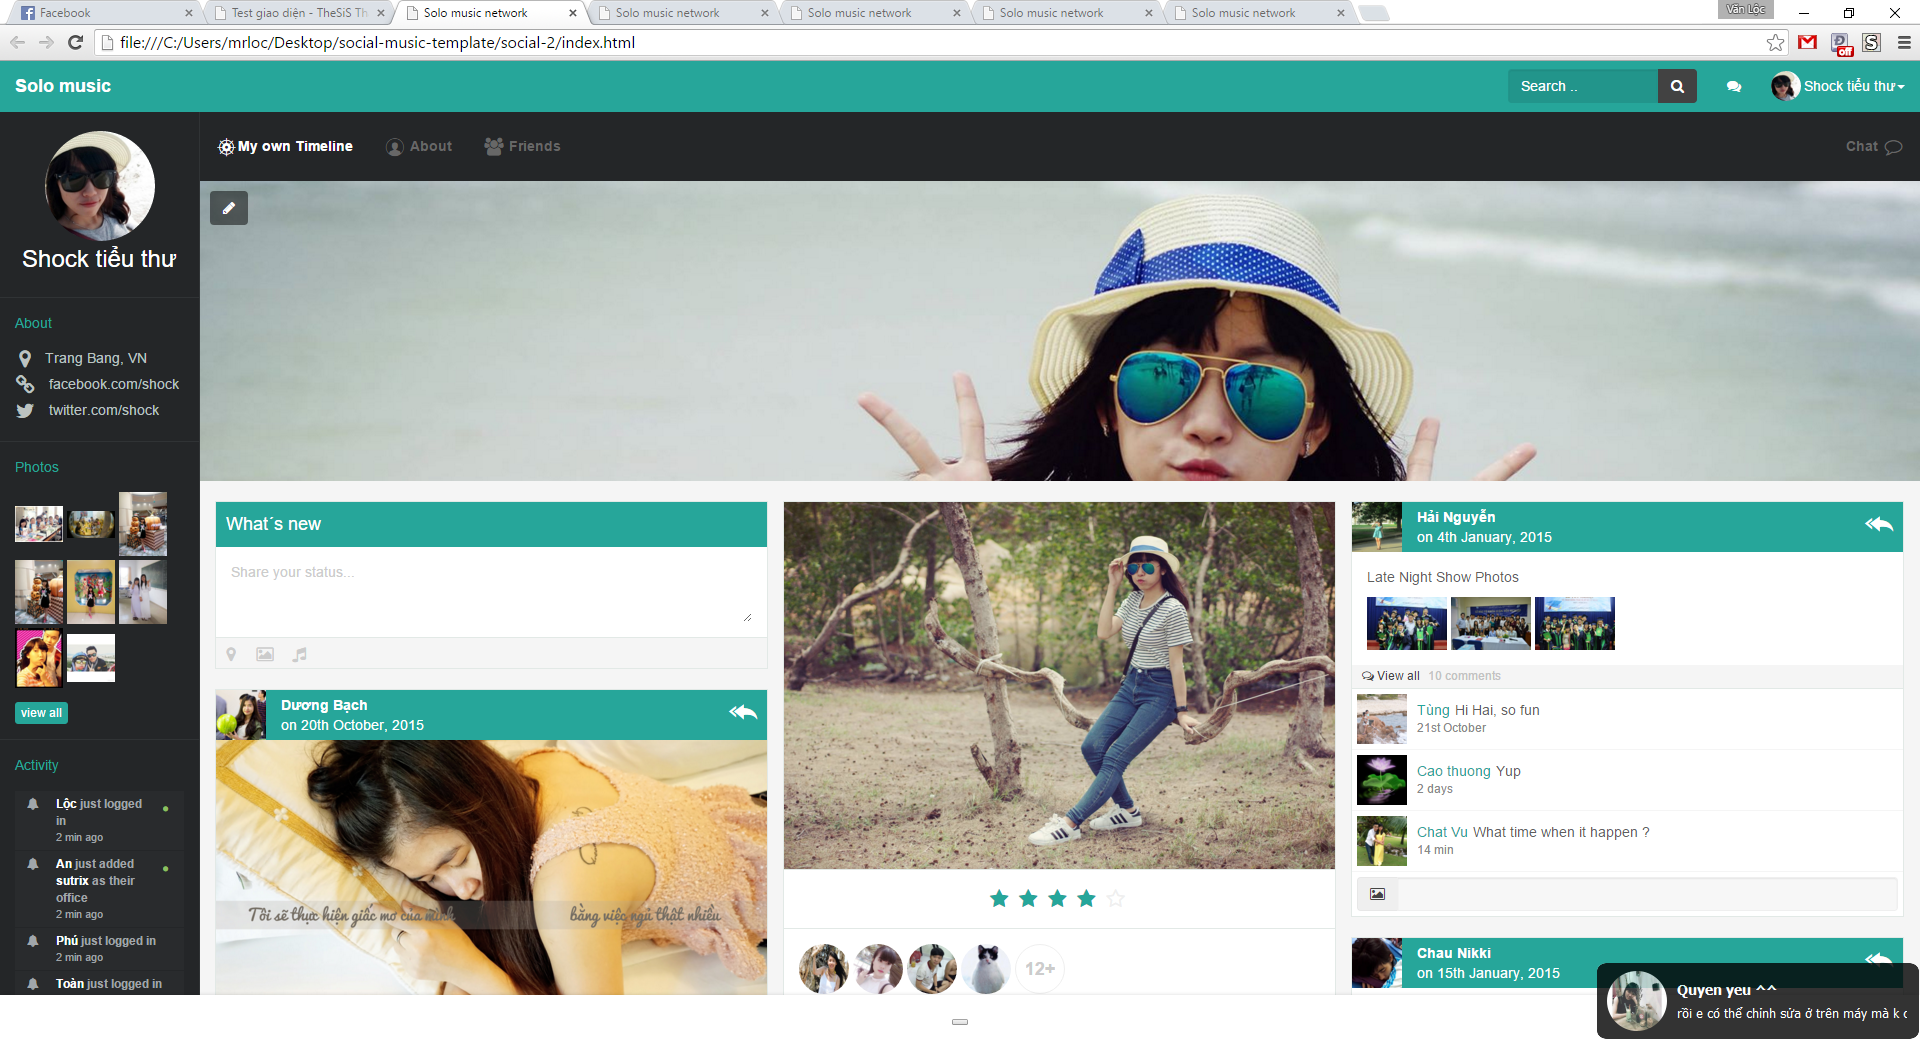 Facebook
Test giao diện - TheSiS Th
Solo music network
Solo music network
Solo music network
Solo music network
Solo music network
Văn Lộc
file:///C:/Users/mrloc/Desktop/social-music-template/social-2/index.html
off
Solo music
Search ..
Shock tiểu thư
My own Timeline
About
Friends
Chat
Shock tiểu thư
About
Trang Bang, VN
facebook.com/shock
twitter.com/shock
Photos
view all
Activity
Lộc just logged
in
2 min ago
An just added
sutrix as their
office
2 min ago
Phú just logged in
2 min ago
Toàn just logged in
What´s new
Share your status...
Dương Bạch
on 20th October, 2015
Tôi sẽ thực hiện giấc mơ của mình
bằng việc ngủ thật nhiều
12+
Hải Nguyễn
on 4th January, 2015
Late Night Show Photos
View all 10 comments
Tùng Hi Hai, so fun
21st October
Cao thuong Yup
2 days
Chat Vu What time when it happen ?
14 min
Chau Nikki
on 15th January, 2015
Quyen yeu ^^
rồi e có thể chỉnh sửa ở trên máy mà k c